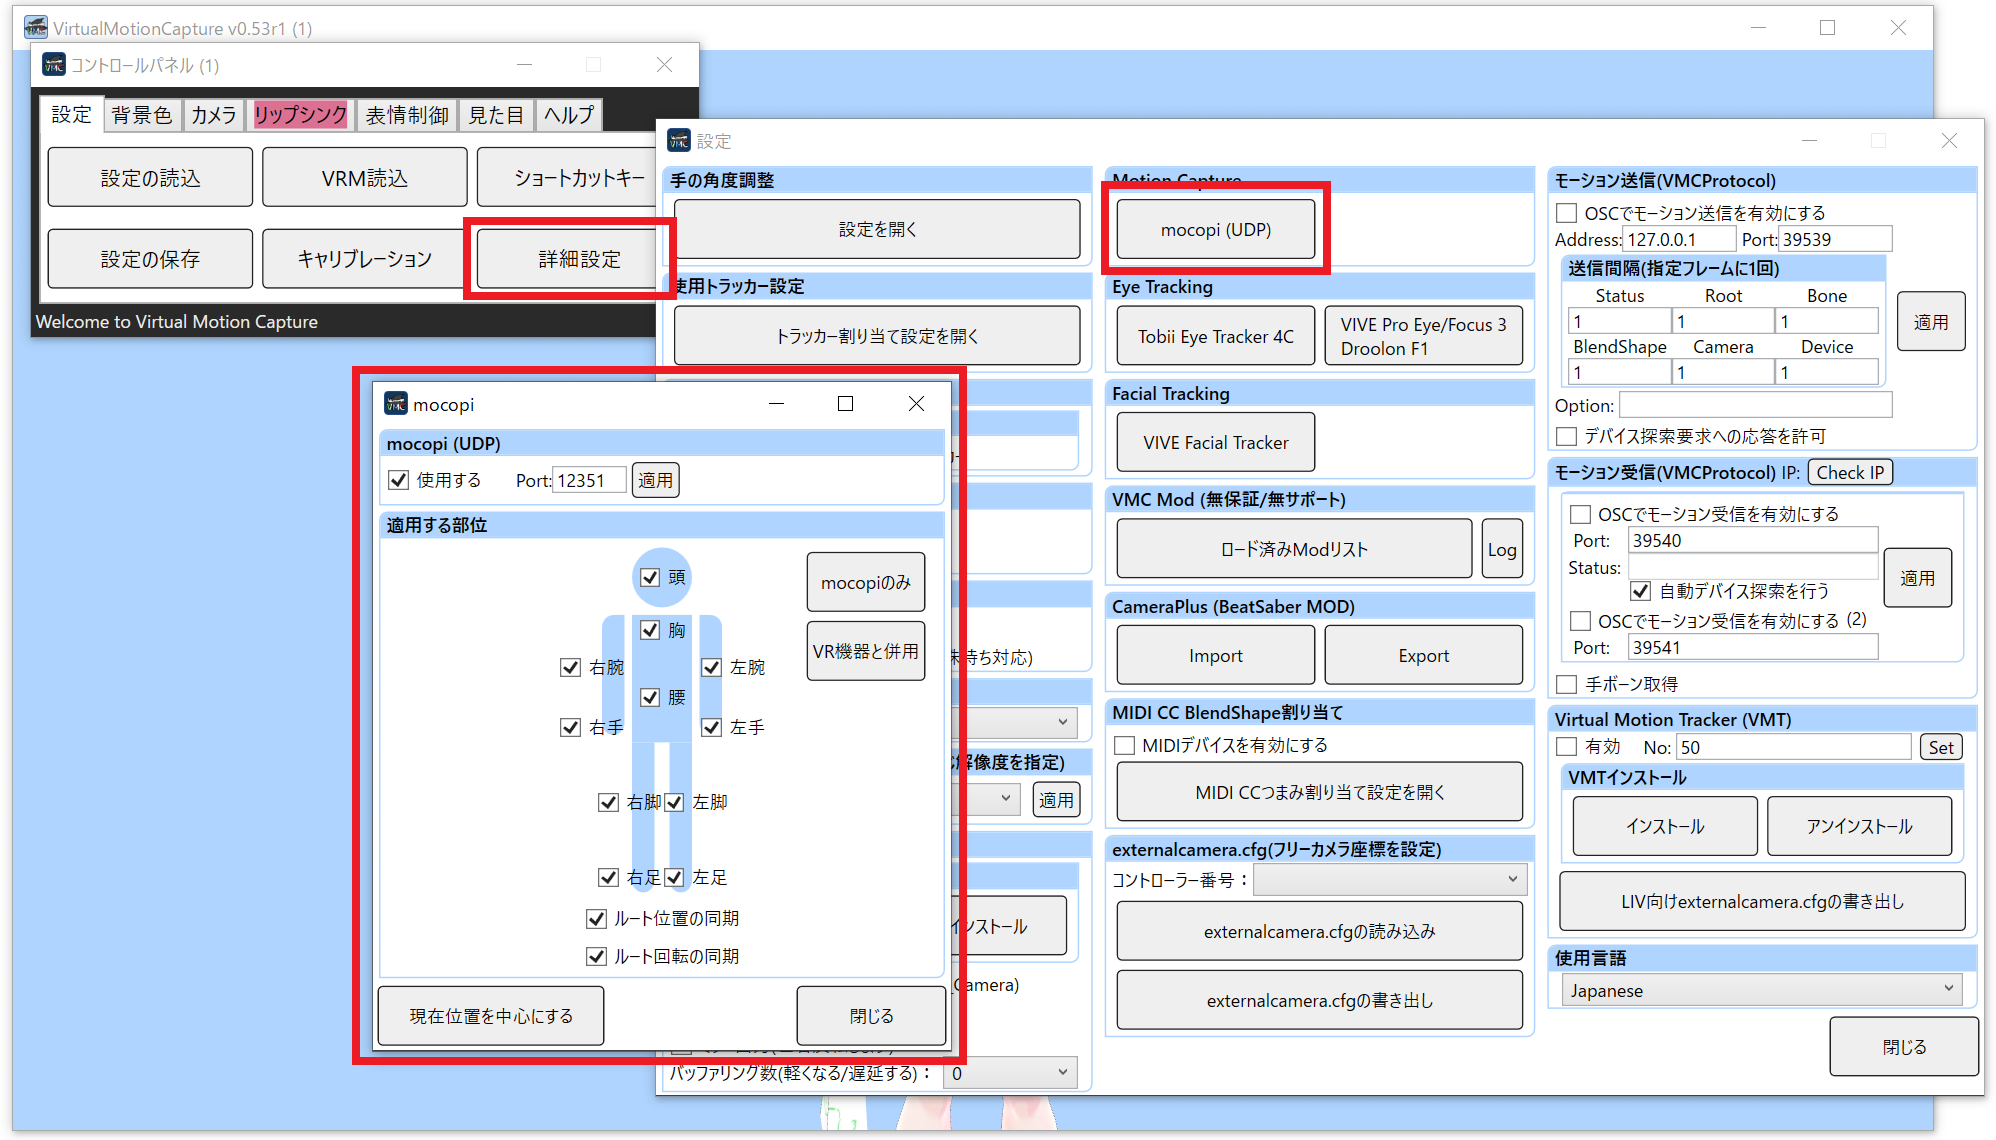 VirtualMotionCapture v0.53r1 (1)
コントロールパネル (1)
設定 背景色 カメラ リップシンク 表情制御 見た目 ヘルプ
設定の読込 VRM読込 ショートカットキー
設定の保存 キャリブレーション 詳細設定
Welcome to Virtual Motion Capture
設定
手の角度調整
設定を開く
使用トラッカー設定
トラッカー割り当て設定を開く
未待ち対応)
解像度を指定)
適用
インストール
Camera)
バッファリング数(軽くなる/遅延する)： 0
Motion Capture
mocopi (UDP)
Eye Tracking
Tobii Eye Tracker 4C
VIVE Pro Eye/Focus 3
Droolon F1
Facial Tracking
VIVE Facial Tracker
VMC Mod (無保証/無サポート)
ロード済みModリスト Log
CameraPlus (BeatSaber MOD)
Import Export
MIDI CC BlendShape割り当て
MIDIデバイスを有効にする
MIDI CCつまみ割り当て設定を開く
externalcamera.cfg(フリーカメラ座標を設定)
コントローラー番号：
externalcamera.cfgの読み込み
externalcamera.cfgの書き出し
モーション送信(VMCProtocol)
OSCでモーション送信を有効にする
Address: 127.0.0.1 Port: 39539
送信間隔(指定フレームに1回)
Status Root Bone
1 1 1
BlendShape Camera Device
1 1 1
適用
Option:
デバイス探索要求への応答を許可
モーション受信(VMCProtocol) IP: Check IP
OSCでモーション受信を有効にする
Port: 39540
Status:
適用
自動デバイス探索を行う
OSCでモーション受信を有効にする (2)
Port: 39541
手ボーン取得
Virtual Motion Tracker (VMT)
有効 No: 50 Set
VMTインストール
インストール アンインストール
LIV向けexternalcamera.cfgの書き出し
使用言語
Japanese
閉じる
mocopi
mocopi (UDP)
使用する Port: 12351 適用
適用する部位
頭 mocopiのみ
胸 VR機器と併用
右腕 左腕
腰
右手 左手
右脚 左脚
右足 左足
ルート位置の同期
ルート回転の同期
現在位置を中心にする 閉じる